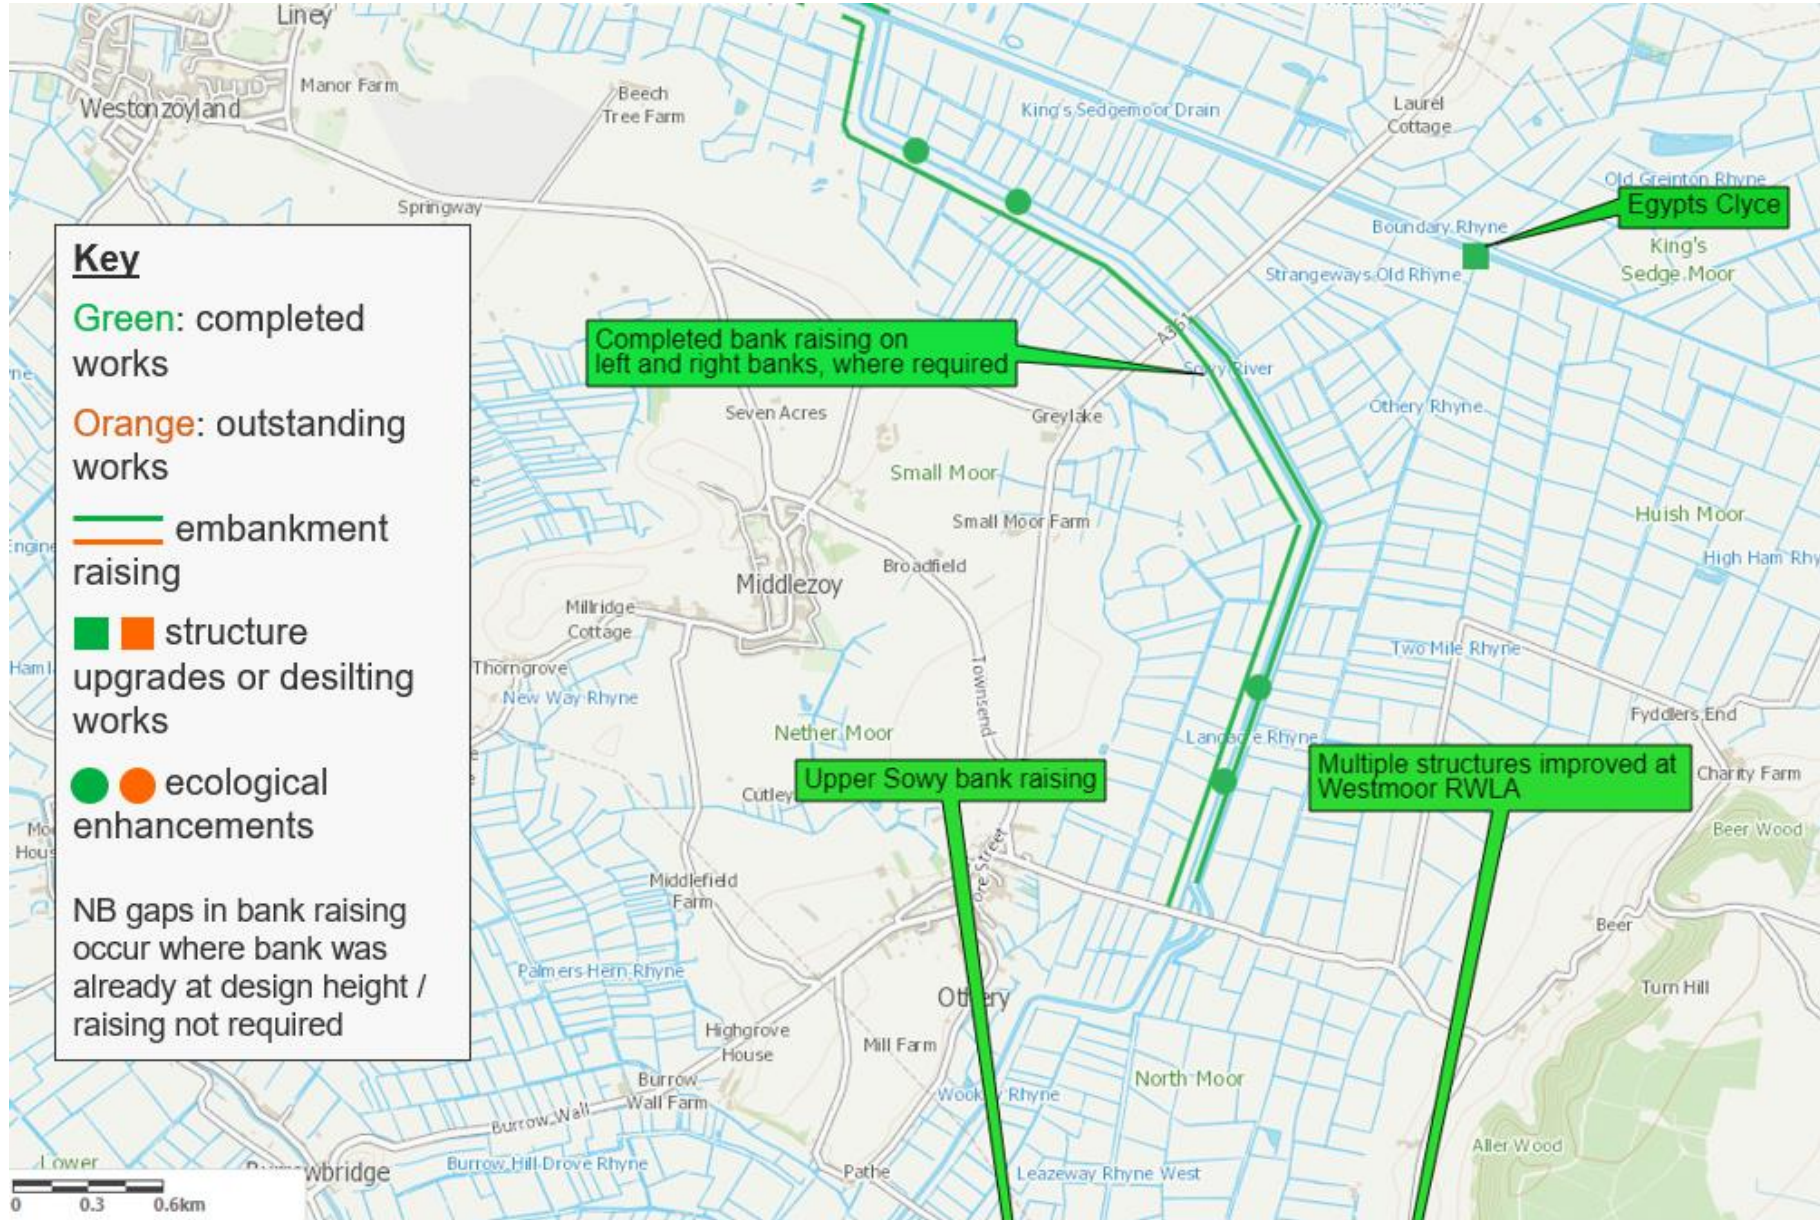 Liney
Manor Farm
Westonzoyland
Beech
Tree Farm
King's Sedgemoor Drain
Laurel
Cottage
Springway
Old Greinton Rhyne
Egypts Clyce
Boundary Rhyne
King's
Sedge Moor
Strangeways Old Rhyne
Key
Green: completed
works
Orange: outstanding
works
embankment
raising
structure
upgrades or desilting
works
ecological
enhancements
NB gaps in bank raising
occur where bank was
already at design height /
raising not required
Completed bank raising on
left and right banks, where required
A361
Sowy River
Seven Acres
Greylake
Othery Rhyne
Small Moor
Small Moor Farm
Huish Moor
High Ham Rhy
Broadfield
Middlezoy
Millridge
Cottage
Thorngrove
New Way Rhyne
Townsend
Two Mile Rhyne
Fyddlers End
Nether Moor
Langacre Rhyne
Upper Sowy bank raising
Multiple structures improved at
Westmoor RWLA
Charity Farm
Cutley
Beer Wood
Middlefield
Farm
Beer
Palmers Hern Rhyne
Othery
Turn Hill
Highgrove
House
Mill Farm
Burrow
Wall Farm
North Moor
Burrow Wall
Aller Wood
Lower
Burrowbridge
Burrow Hill Drove Rhyne
Pathe
Leazeway Rhyne West
0 0.3 0.6km